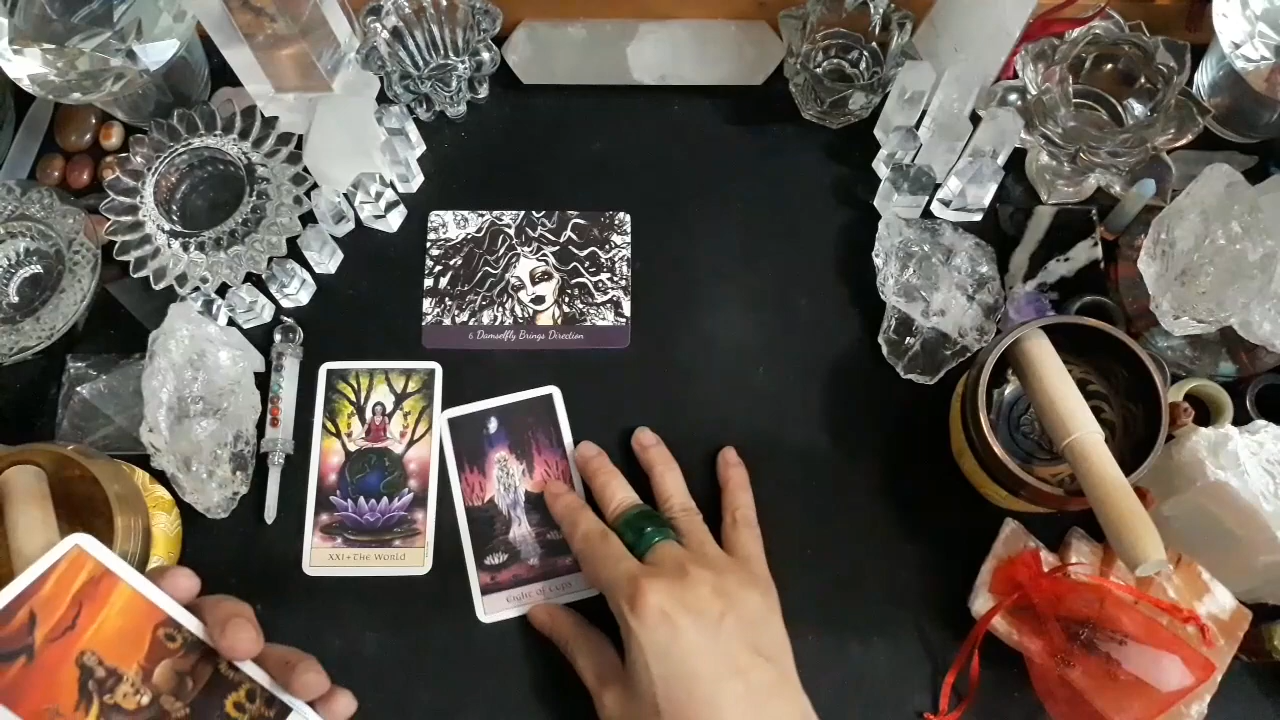 6 Damselfly Brings Direction
XXI • The World
Eight of Cups